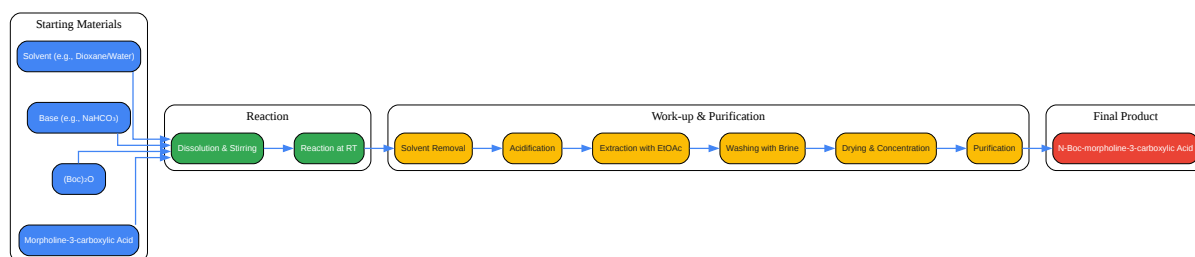 Starting Materials
Solvent (e.g., Dioxane/Water)
Base (e.g., NaHCO₃)
(Boc)₂O
Morpholine-3-carboxylic Acid
Reaction
Dissolution & Stirring
Reaction at RT
Work-up & Purification
Solvent Removal
Acidification
Extraction with EtOAc
Washing with Brine
Drying & Concentration
Purification
Final Product
N-Boc-morpholine-3-carboxylic Acid